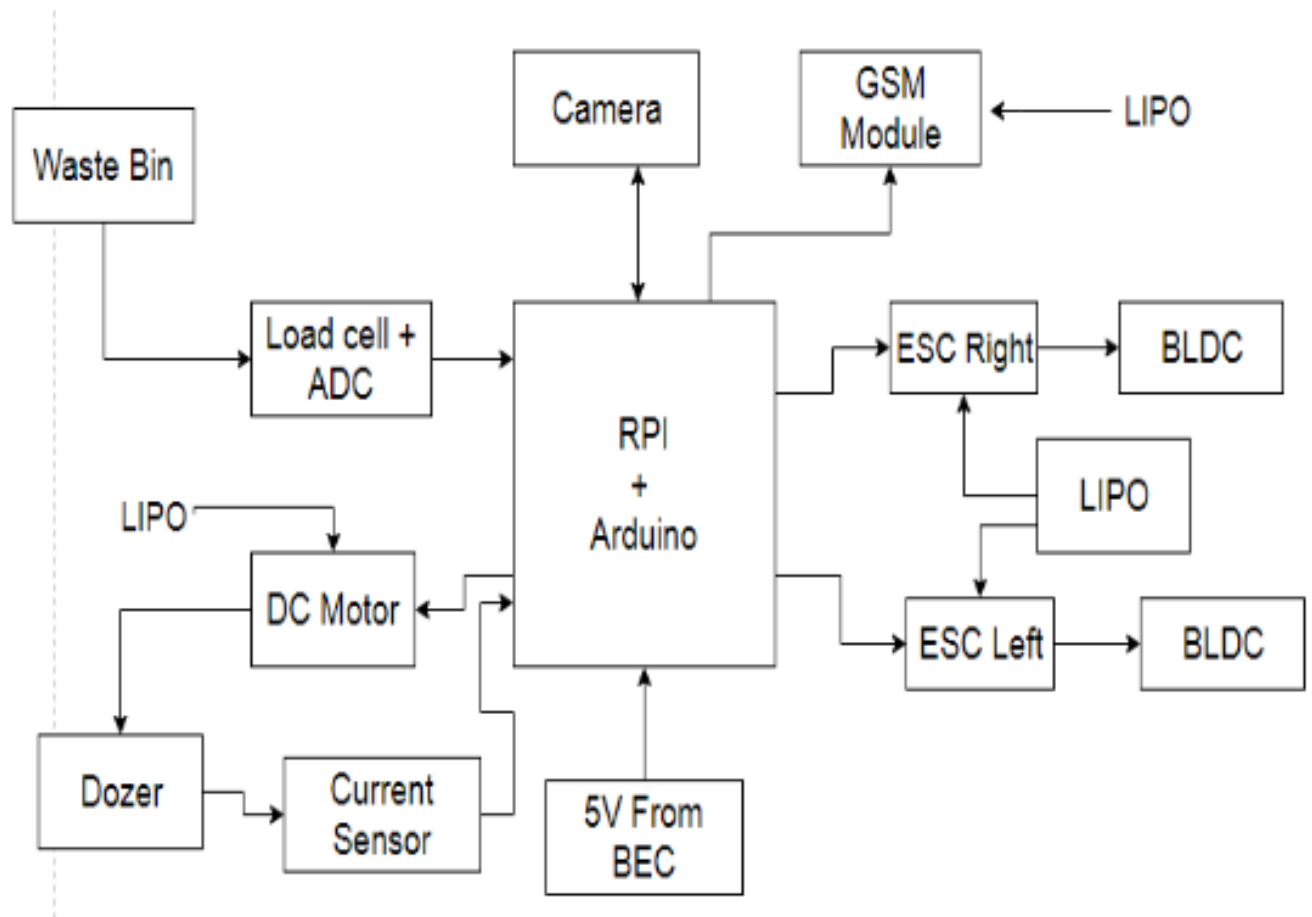 Camera
GSM
Module
LIPO
Waste Bin
Load cell +
ADC
RPI
+
Arduino
ESC Right
BLDC
LIPO
LIPO
DC Motor
ESC Left
BLDC
Dozer
Current
Sensor
5V From
BEC